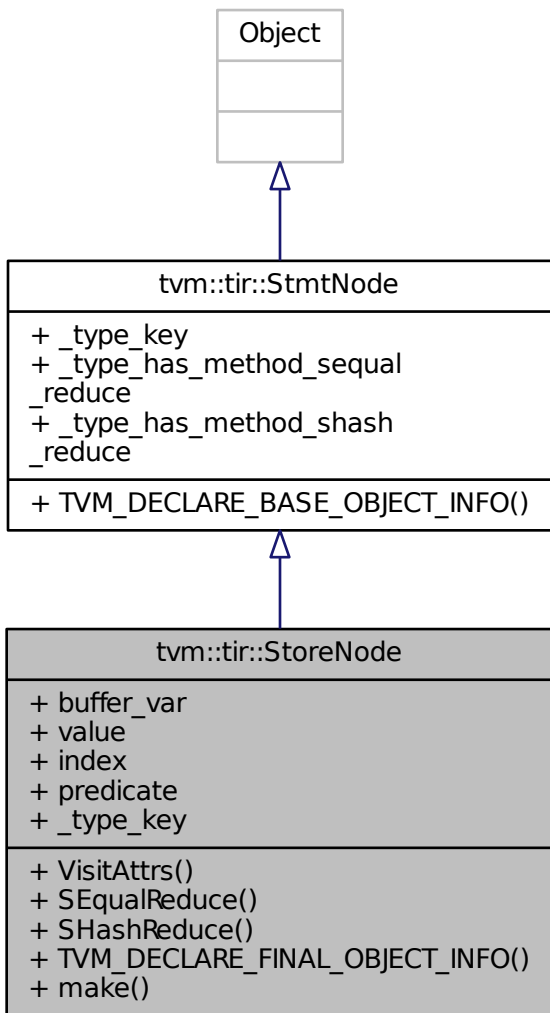 Object
tvm::tir::StmtNode
+ _type_key
+ _type_has_method_sequal
_reduce
+ _type_has_method_shash
_reduce
+ TVM_DECLARE_BASE_OBJECT_INFO()
tvm::tir::StoreNode
+ buffer_var
+ value
+ index
+ predicate
+ _type_key
+ VisitAttrs()
+ SEqualReduce()
+ SHashReduce()
+ TVM_DECLARE_FINAL_OBJECT_INFO()
+ make()